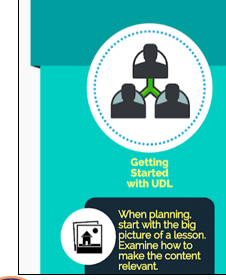 Getting
Started
with UDL
When planning,
start with the big
picture of a lesson.
Examine how to
make the content
relevant.